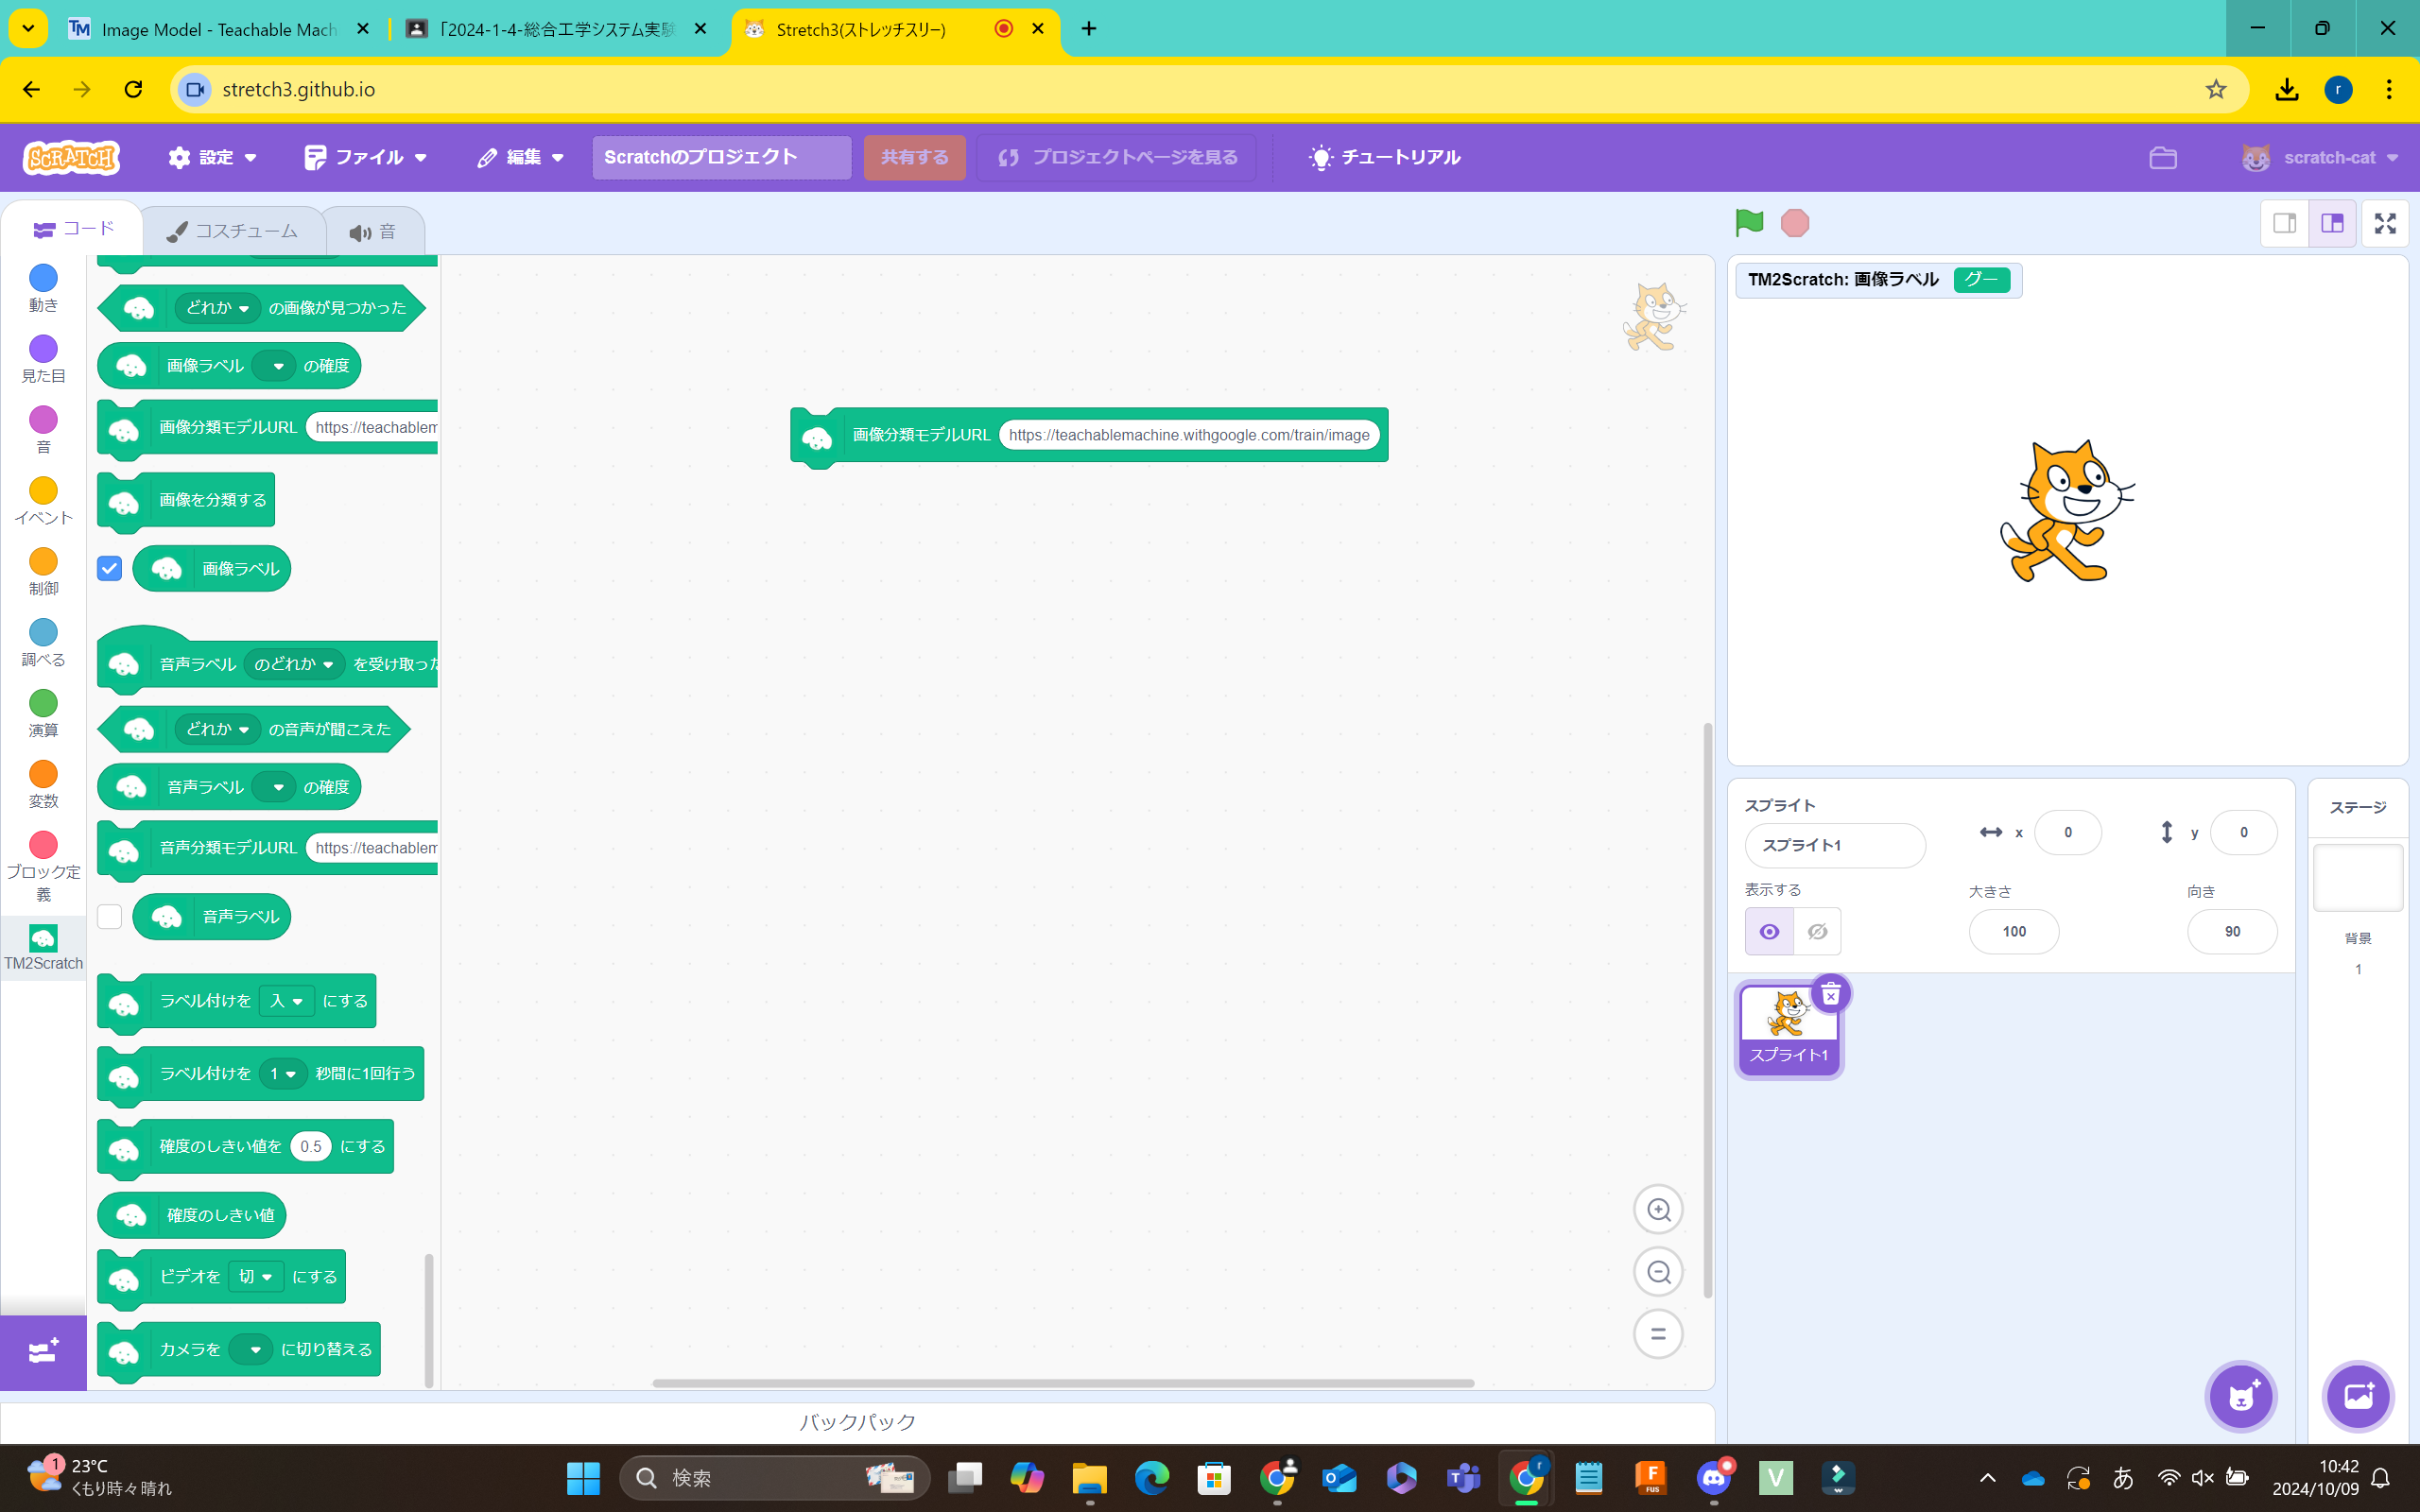 Image Model - Teachable Mach
「2024-1-4-総合工学システム実験
Stretch3(ストレッチスリー)
stretch3.github.io
r
SCRATCH
設定
ファイル
編集
Scratchのプロジェクト
共有する
プロジェクトページを見る
チュートリアル
scratch-cat
コード
コスチューム
音
動き
見た目
音
イベント
制御
調べる
演算
変数
ブロック定
義
TM2Scratch
どれか の画像が見つかった
画像ラベル の確度
画像分類モデルURL https://teachablem
画像を分類する
画像ラベル
音声ラベル のどれか を受け取った
どれか の音声が聞こえた
音声ラベル の確度
音声分類モデルURL https://teachablem
音声ラベル
ラベル付けを 入 にする
ラベル付けを 1 秒間に1回行う
確度のしきい値を 0.5 にする
確度のしきい値
ビデオを 切 にする
カメラを に切り替える
画像分類モデルURL https://teachablemachine.withgoogle.com/train/image
バックパック
TM2Scratch: 画像ラベル グー
スプライト
スプライト1
x 0
y 0
表示する
大きさ
100
向き
90
スプライト1
ステージ
背景
1
1
23°C
くもり時々晴れ
検索
あ
10:42
2024/10/09